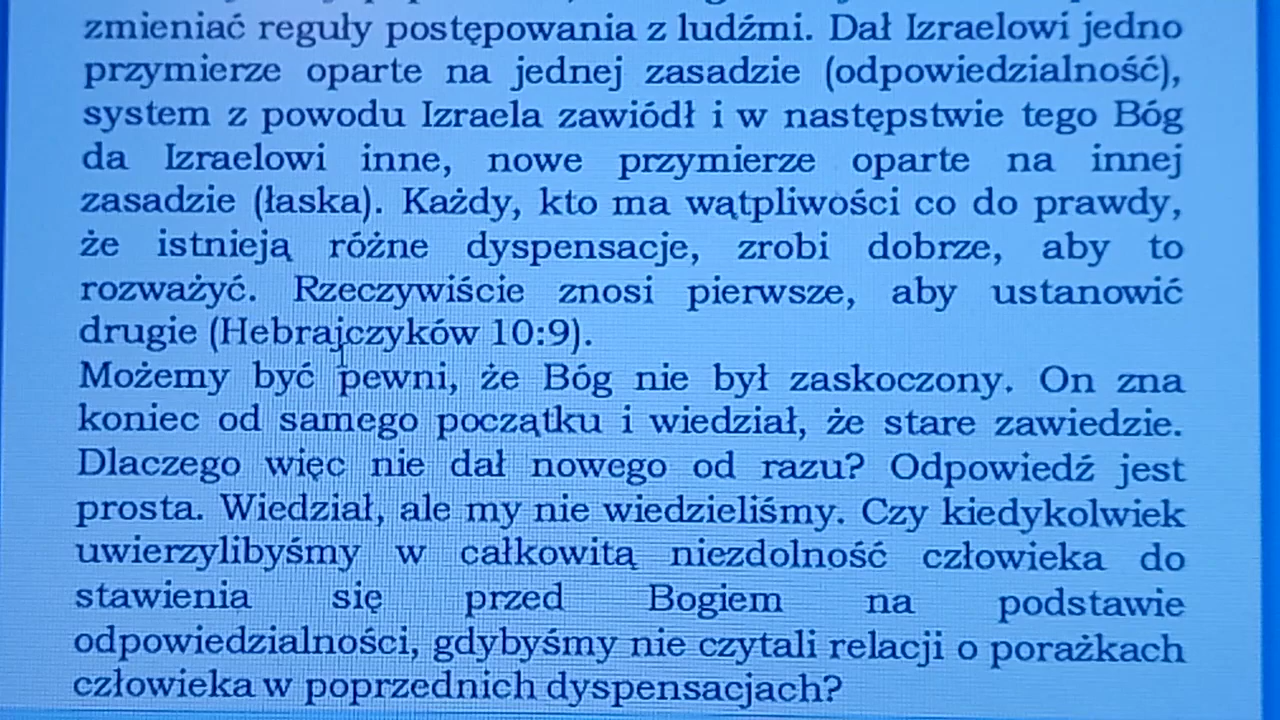 zmieniać reguły postępowania z ludźmi. Dał Izraelowi jedno
przymierze oparte na jednej zasadzie (odpowiedzialność),
system z powodu Izraela zawiódł i w następstwie tego Bóg
da Izraelowi inne, nowe przymierze oparte na innej
zasadzie (łaska). Każdy, kto ma wątpliwości co do prawdy,
że istnieją różne dyspensacje, zrobi dobrze, aby to
rozważyć. Rzeczywiście znosi pierwsze, aby ustanowić
drugie (Hebrajczyków 10:9).
Możemy być pewni, że Bóg nie był zaskoczony. On zna
koniec od samego początku i wiedział, że stare zawiedzie.
Dlaczego więc nie dał nowego od razu? Odpowiedź jest
prosta. Wiedział, ale my nie wiedzieliśmy. Czy kiedykolwiek
uwierzylibyśmy w całkowitą niezdolność człowieka do
stawienia się przed Bogiem na podstawie
odpowiedzialności, gdybyśmy nie czytali relacji o porażkach
człowieka w poprzednich dyspensacjach?